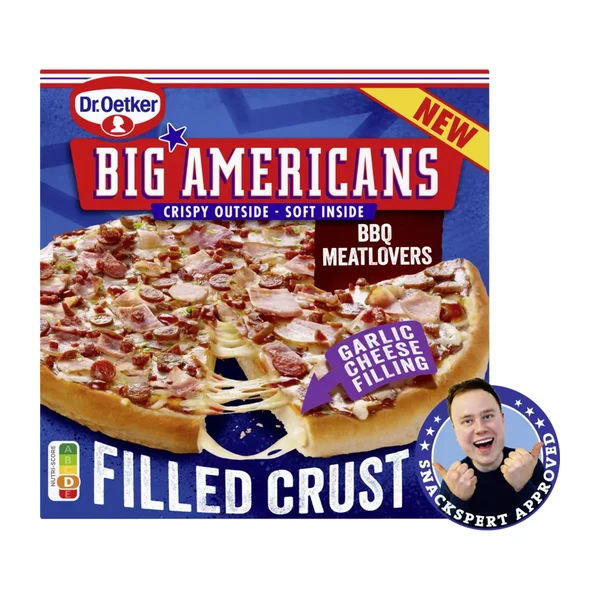 Dr.Oetker
NEW
BIG AMERICANS
CRISPY OUTSIDE - SOFT INSIDE
BBQ
MEATLOVERS
GARLIC
CHEESE
FILLING
NUTRI-SCORE
A
B
C
D
E
FILLED CRUST
SNACKSPERT APPROVED